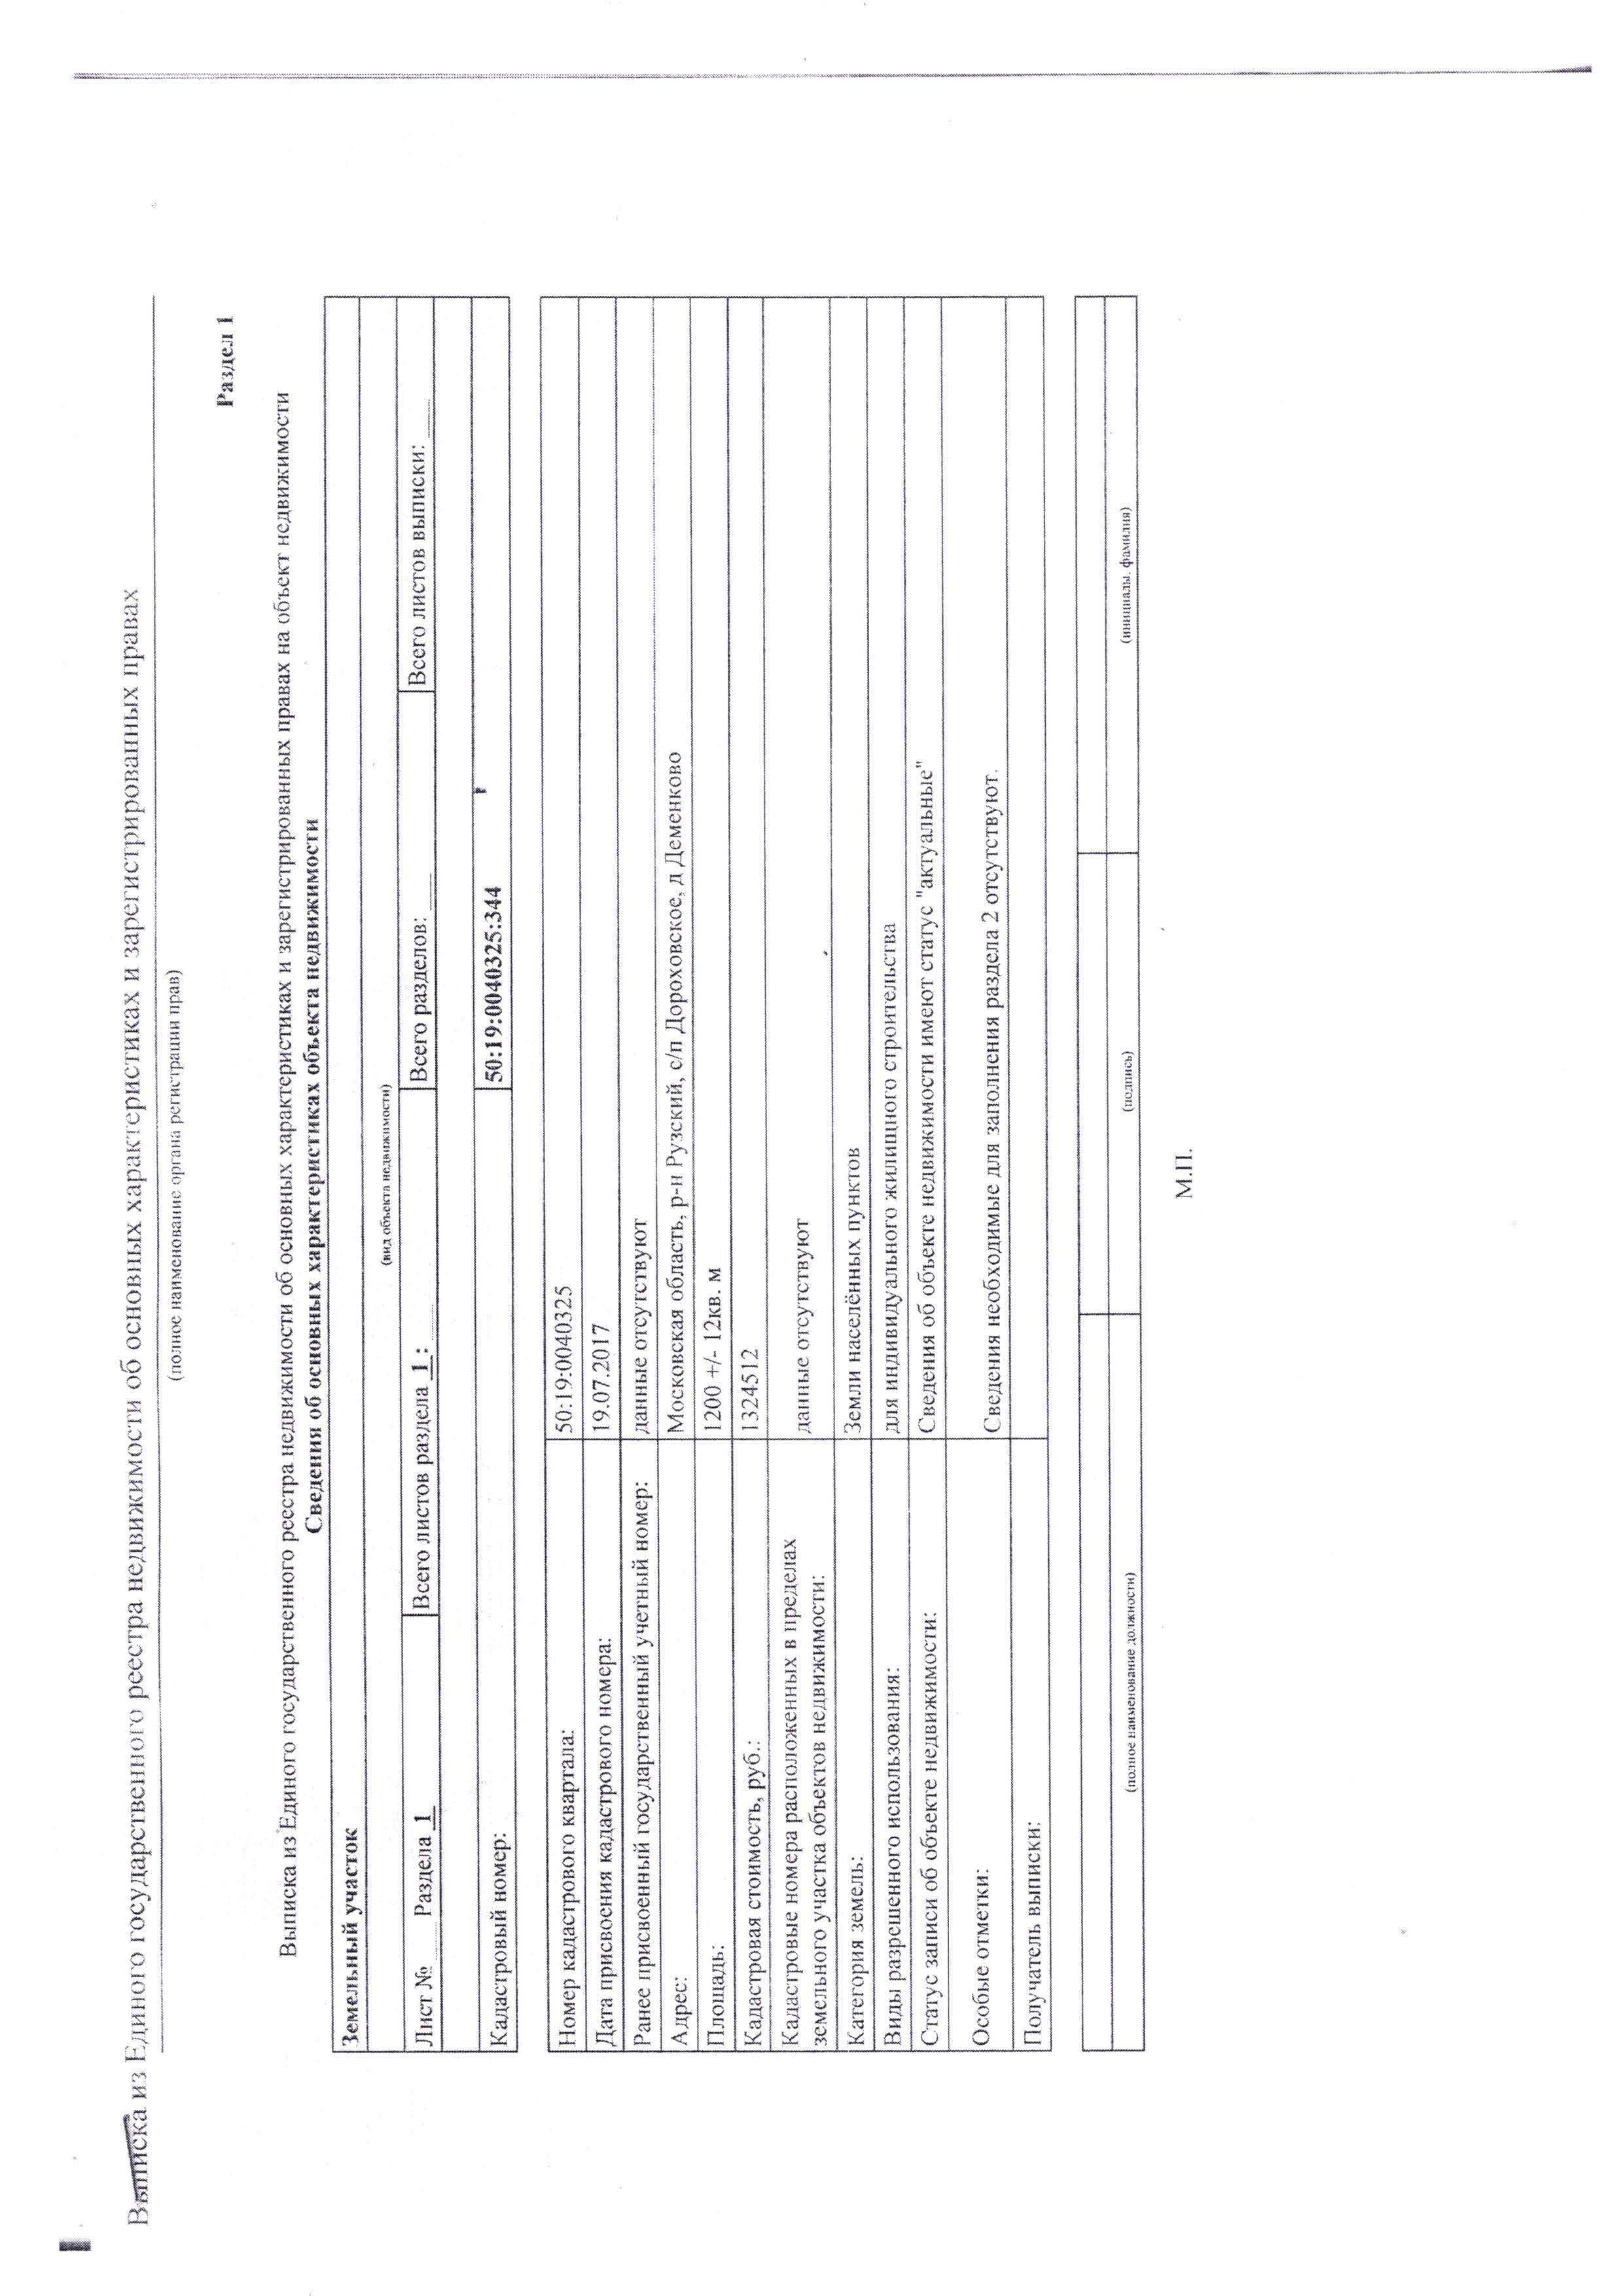 Выписка из Единого государственного реестра недвижимости об основных характеристиках и зарегистрированных правах
(полное наименование органа регистрации прав)
Раздел 1
Выписка из Единого государственного реестра недвижимости об основных характеристиках и зарегистрированных правах на объект недвижимости
Сведения об основных характеристиках объекта недвижимости
Земельный участок
(вид объекта недвижимости)
Лист № ___ Раздела 1 Всего листов раздела 1 : ___ Всего разделов: ___ Всего листов выписки: ___
Кадастровый номер: 50:19:0040325:344
Номер кадастрового квартала: 50:19:0040325
Дата присвоения кадастрового номера: 19.07.2017
Ранее присвоенный государственный учетный номер: данные отсутствуют
Адрес: Московская область, р-н Рузский, с/п Дороховское, д Деменково
Площадь: 1200 +/- 12кв. м
Кадастровая стоимость, руб.: 1324512
Кадастровые номера расположенных в пределах
земельного участка объектов недвижимости: данные отсутствуют
Категория земель: Земли населённых пунктов
Виды разрешенного использования: для индивидуального жилищного строительства
Статус записи об объекте недвижимости: Сведения об объекте недвижимости имеют статус "актуальные"
Особые отметки: Сведения необходимые для заполнения раздела 2 отсутствуют.
Получатель выписки:
(полное наименование должности) (подпись) (инициалы, фамилия)
М.П.